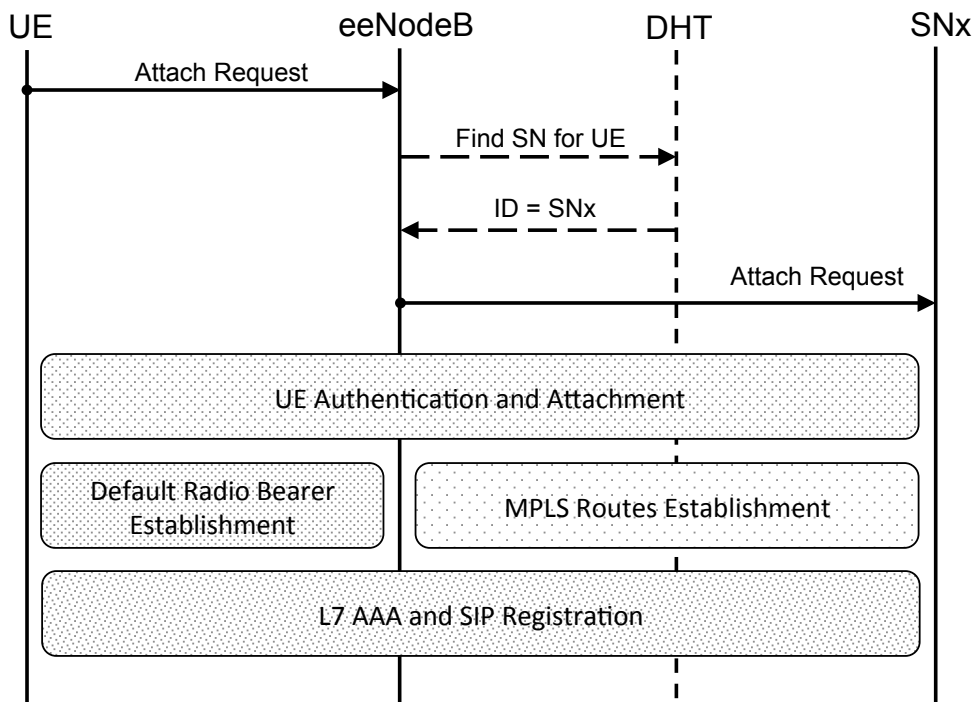 UE
eeNodeB
DHT
SNx
Attach Request
Find SN for UE
ID = SNx
Attach Request
UE Authentication and Attachment
Default Radio Bearer
Establishment
MPLS Routes Establishment
L7 AAA and SIP Registration